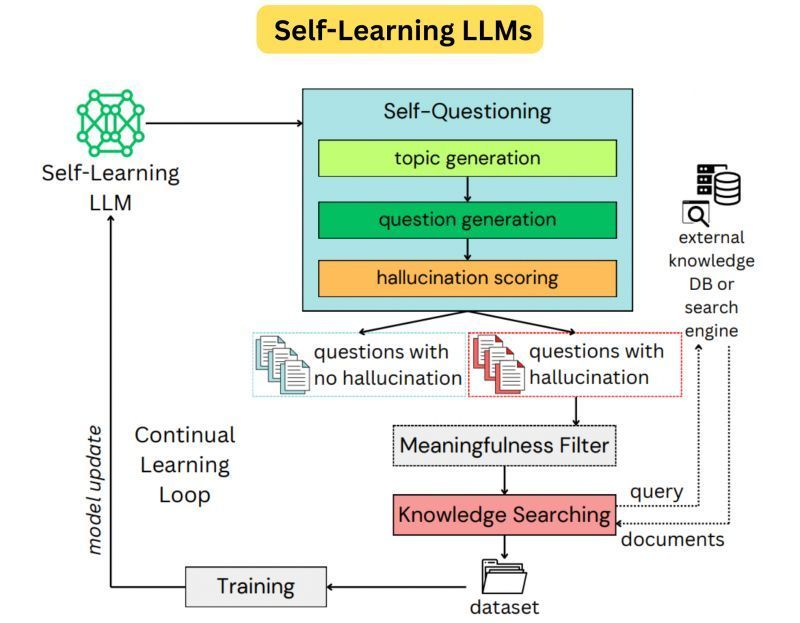 Self-Learning LLMs
Self-Learning
LLM
Self-Questioning
topic generation
question generation
hallucination scoring
external
knowledge
DB or
search
engine
questions with
no hallucination
questions with
hallucination
Meaningfulness Filter
Continual
Learning
Loop
model update
query
Knowledge Searching
documents
Training
dataset